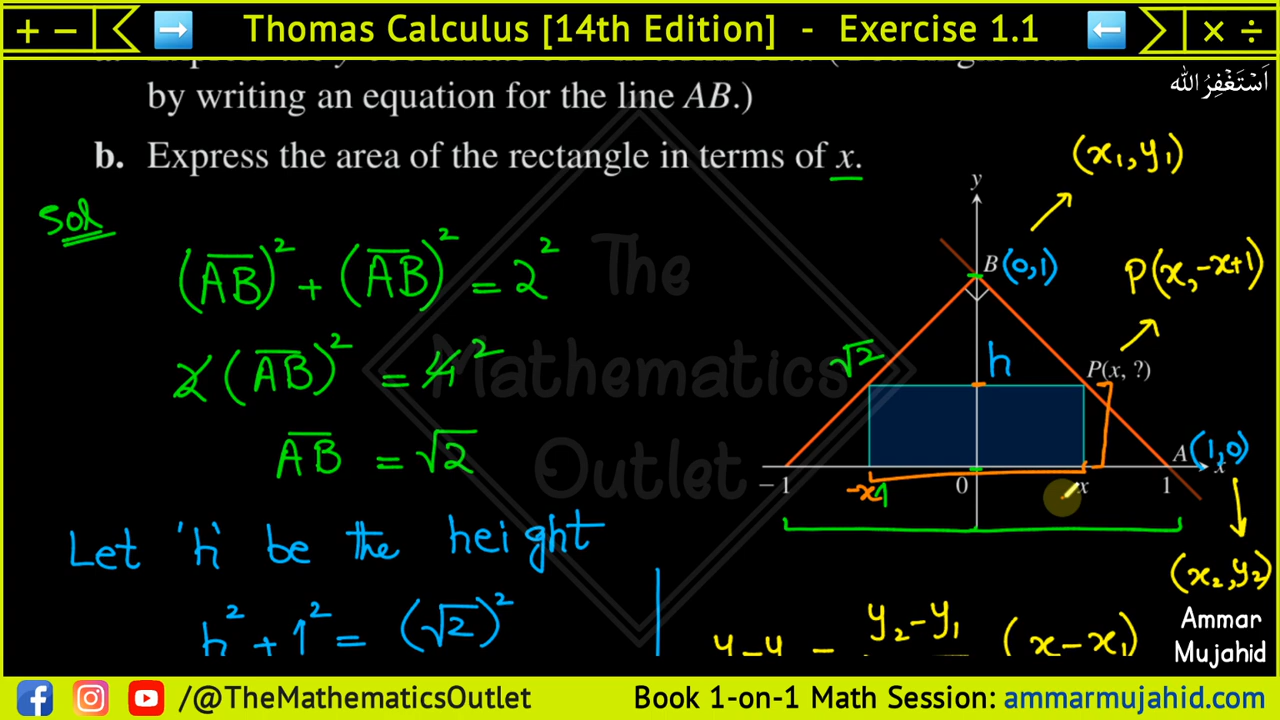 + − Thomas Calculus [14th Edition] - Exercise 1.1 × ÷
اَسْتَغْفِرُ اللّٰه
by writing an equation for the line AB.)
b. Express the area of the rectangle in terms of x.
Sol
(AB)² + (AB)² = 2²
2(AB)² = 4 2
AB = √2
Let 'h' be the height
h² + 1² = (√2)²
The
Mathematics
Outlet
y
(x₁, y₁)
B (0,1)
P(x, -x+1)
√2
h
P(x, ?)
A (1,0)
x
−1
-x
1
0
x
1
(x₂, y₂)
y₂ − y₁
(x − x₁)
Ammar
Mujahid
/@TheMathematicsOutlet
Book 1-on-1 Math Session: ammarmujahid.com